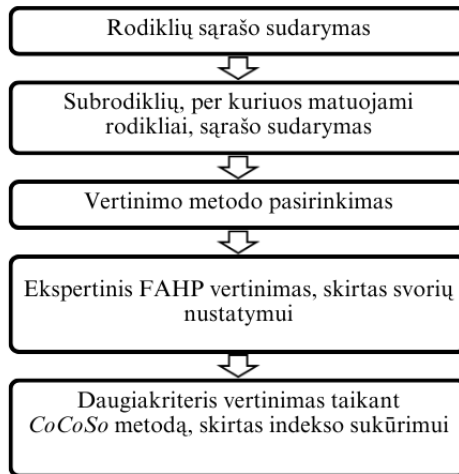 Rodiklių sąrašo sudarymas
Subrodiklių, per kuriuos matuojami
rodikliai, sąrašo sudarymas
Vertinimo metodo pasirinkimas
Ekspertinis FAHP vertinimas, skirtas svorių
nustatymui
Daugiakriteris vertinimas taikant
CoCoSo metodą, skirtas indekso sukūrimui